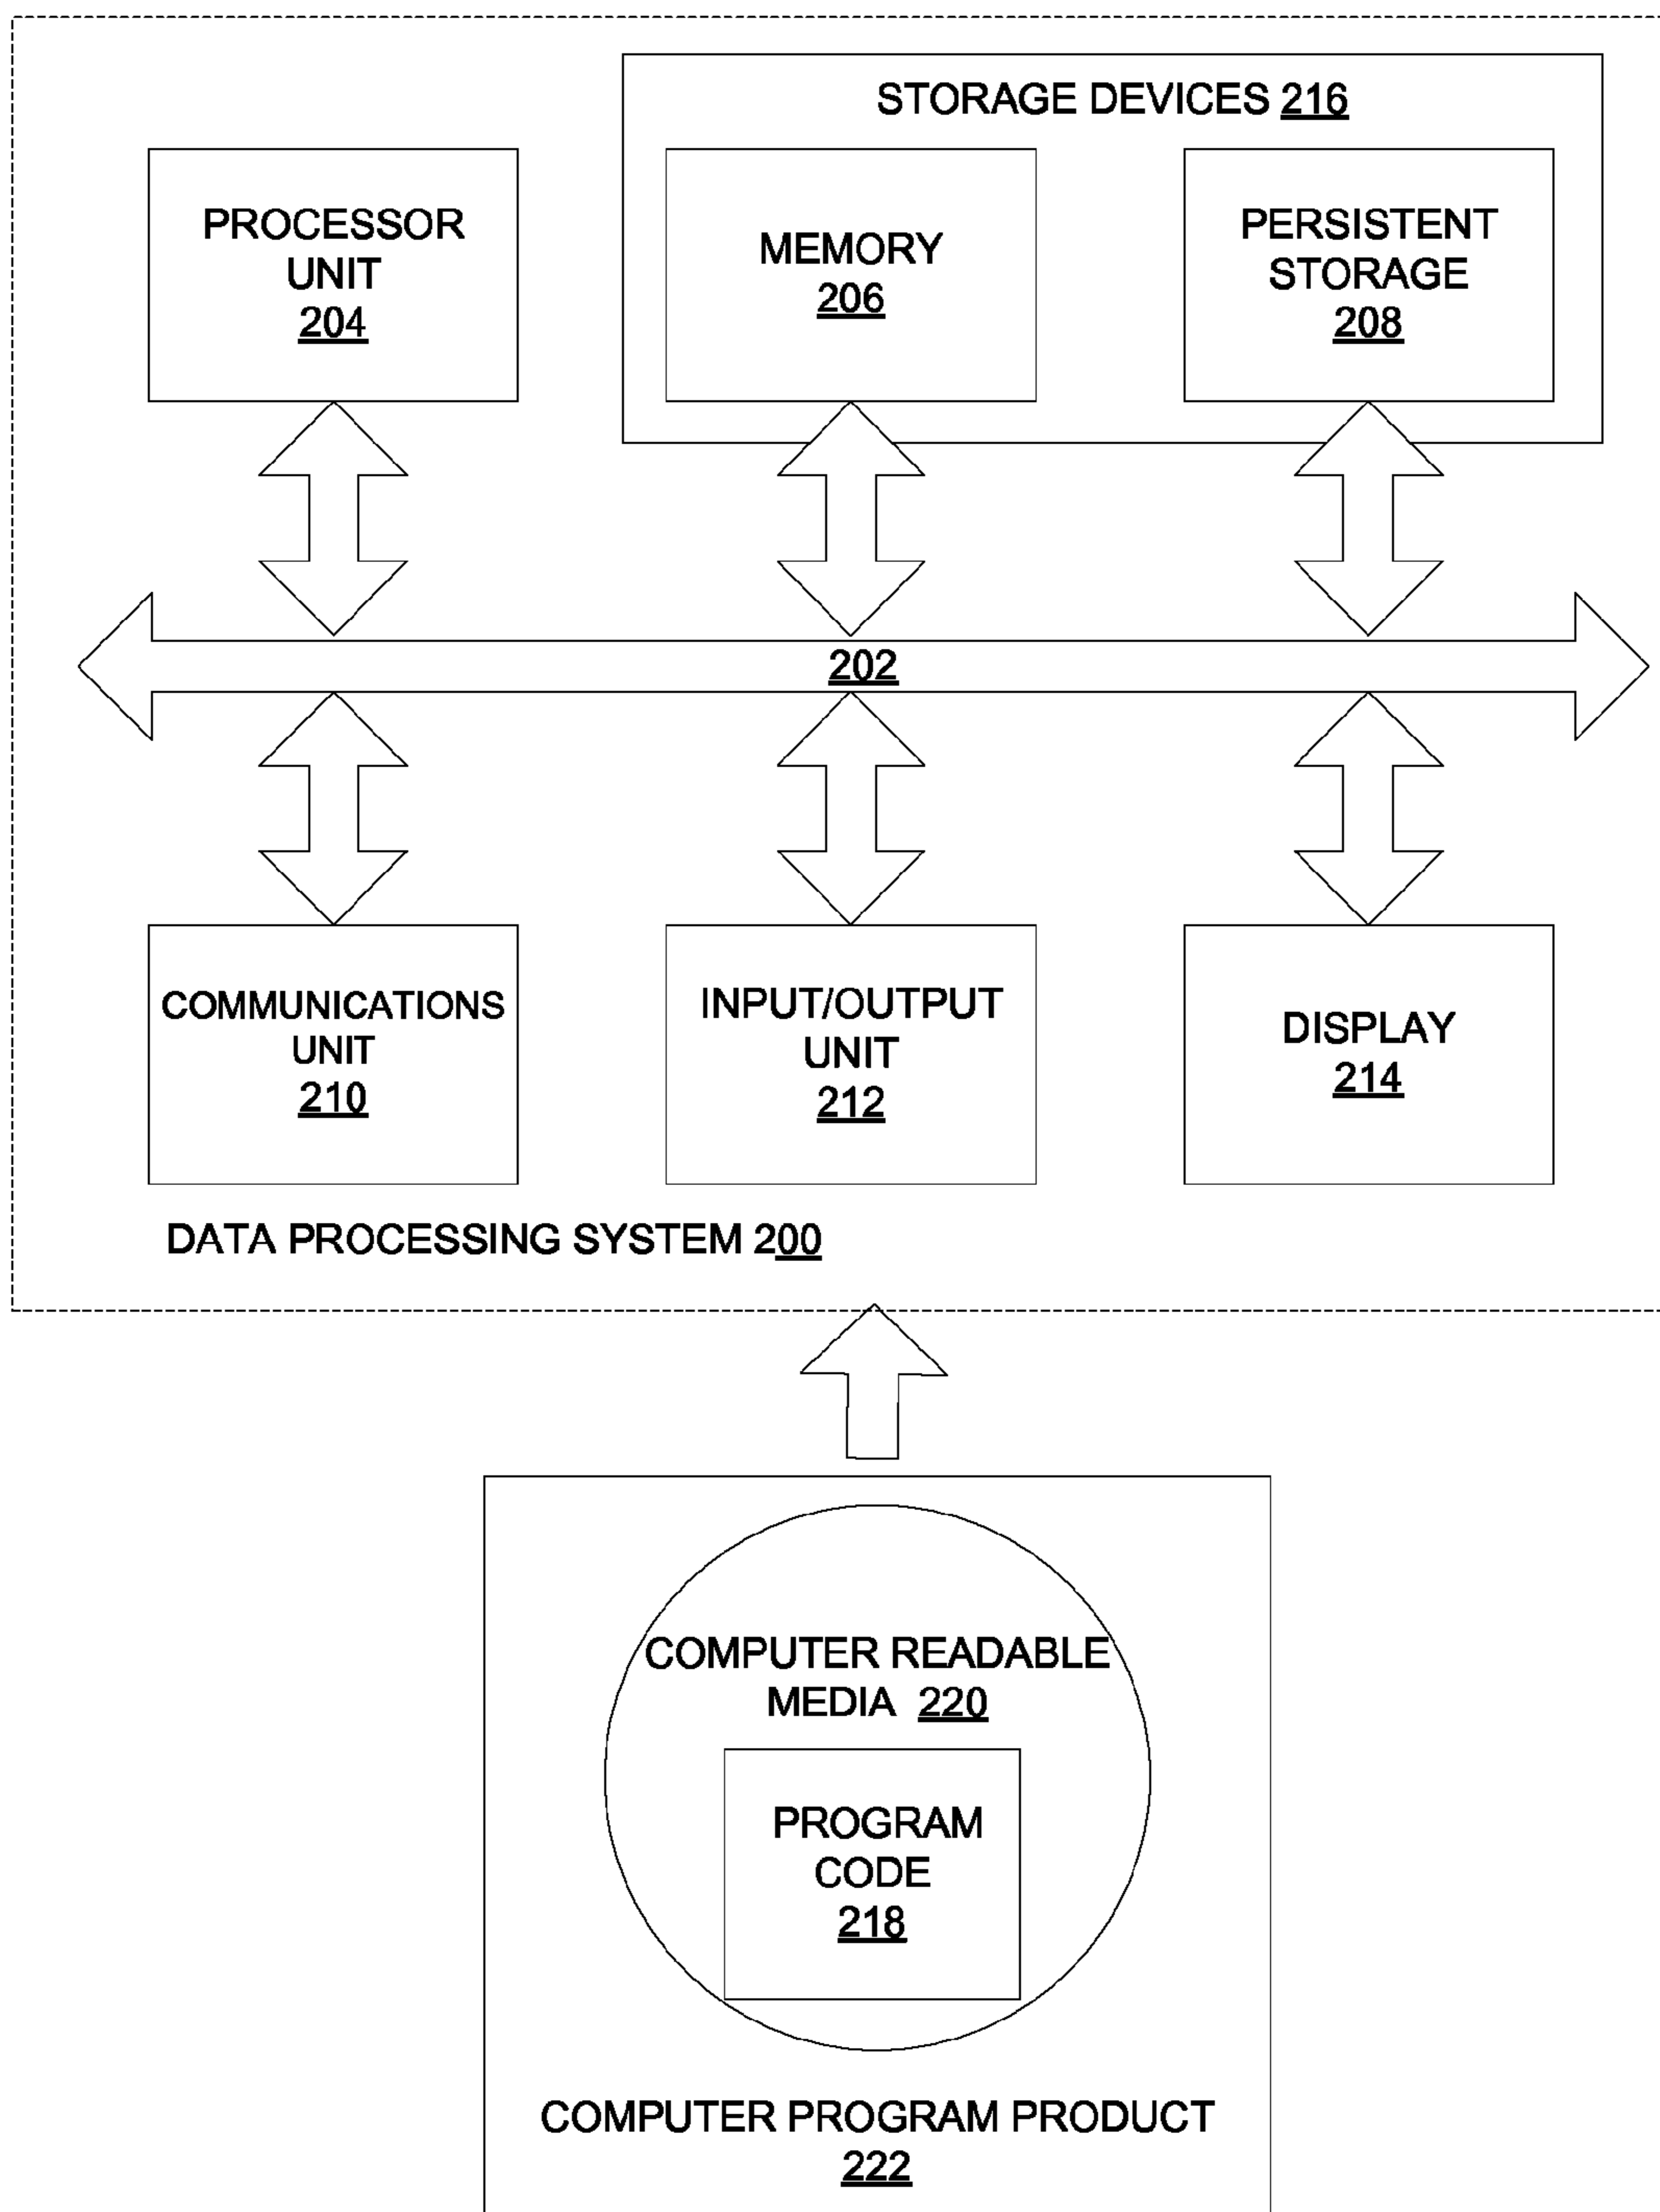 STORAGE DEVICES 216
PROCESSOR
UNIT
204
MEMORY
206
PERSISTENT
STORAGE
208
202
COMMUNICATIONS
UNIT
210
INPUT/OUTPUT
UNIT
212
DISPLAY
214
DATA PROCESSING SYSTEM 200
COMPUTER READABLE
MEDIA 220
PROGRAM
CODE
218
COMPUTER PROGRAM PRODUCT
222